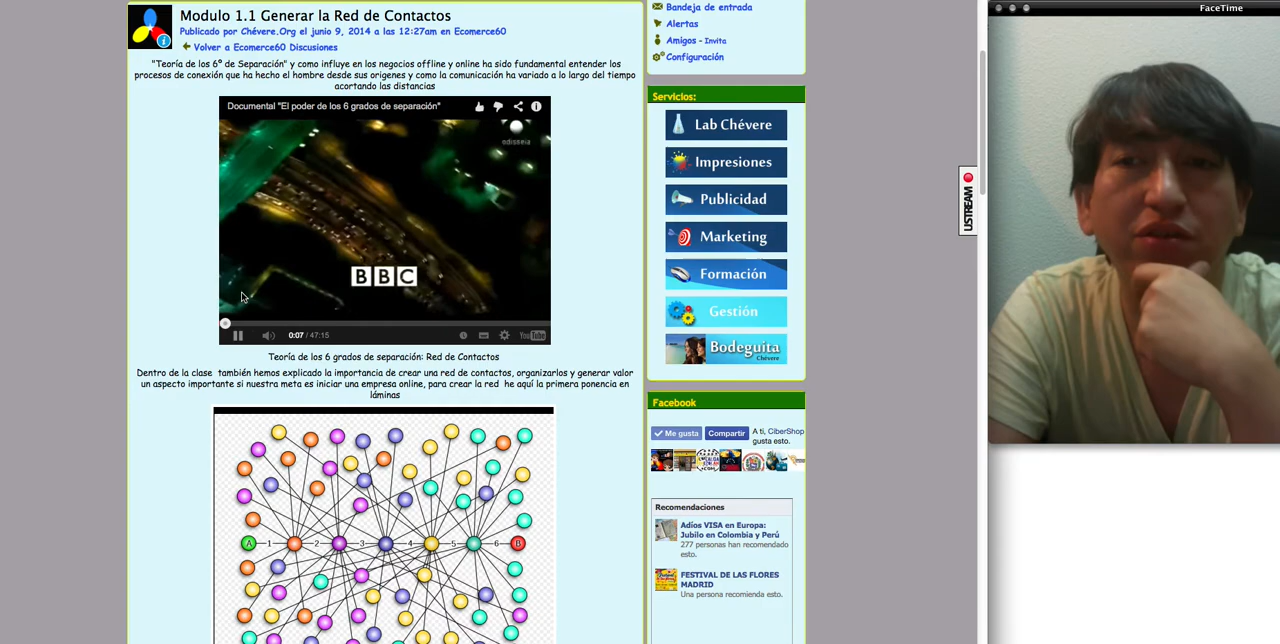 Modulo 1.1 Generar la Red de Contactos
Publicado por Chévere.Org el junio 9, 2014 a las 12:27am en Ecomerce60
Volver a Ecomerce60 Discusiones
"Teoría de los 6º de Separación" y como influye en los negocios offline y online ha sido fundamental entender los
procesos de conexión que ha hecho el hombre desde sus origenes y como la comunicación ha variado a lo largo del tiempo
acortando las distancias
Documental "El poder de los 6 grados de separación"
odisseia
BBC
0:07 / 47:15
YouTube
Teoría de los 6 grados de separación: Red de Contactos
Dentro de la clase también hemos explicado la importancia de crear una red de contactos, organizarlos y generar valor
un aspecto importante si nuestra meta es iniciar una empresa online, para crear la red he aquí la primera ponencia en
láminas
A 1 2 3 4 5 6 B
Bandeja de entrada
Alertas
Amigos - Invita
Configuración
Servicios:
Lab Chévere
Impresiones
Publicidad
Marketing
Formación
Gestión
Bodeguita
Chévere
Facebook
Me gusta
Compartir
A ti, CiberShop
gusta esto.
Recomendaciones
Adíos VISA en Europa:
Jubilo en Colombia y Perú
277 personas han recomendado
esto.
FESTIVAL DE LAS FLORES
MADRID
Una persona recomienda esto.
USTREAM
FaceTime